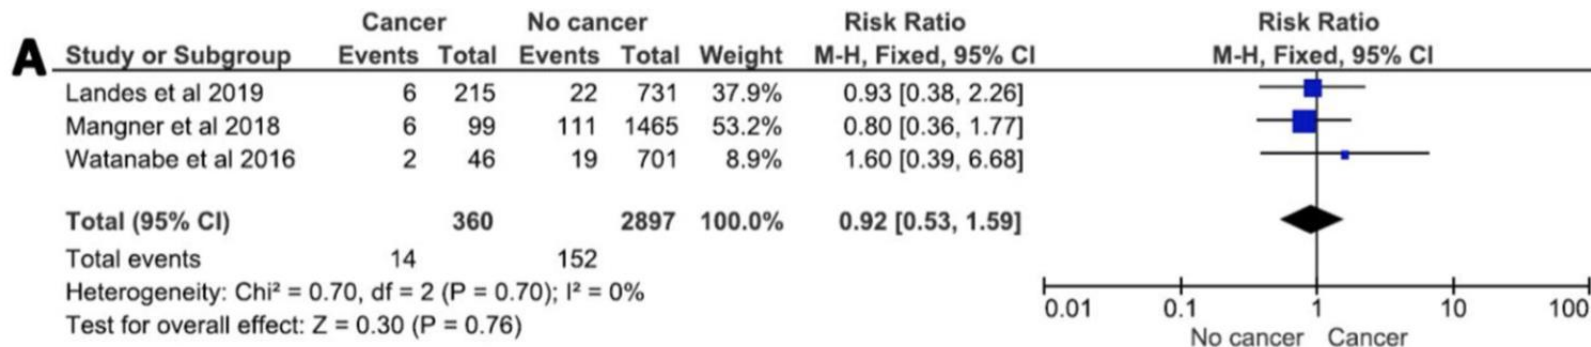 Cancer No cancer Risk Ratio Risk Ratio
A Study or Subgroup Events Total Events Total Weight M-H, Fixed, 95% CI M-H, Fixed, 95% CI
Landes et al 2019 6 215 22 731 37.9% 0.93 [0.38, 2.26]
Mangner et al 2018 6 99 111 1465 53.2% 0.80 [0.36, 1.77]
Watanabe et al 2016 2 46 19 701 8.9% 1.60 [0.39, 6.68]
Total (95% CI) 360 2897 100.0% 0.92 [0.53, 1.59]
Total events 14 152
Heterogeneity: Chi² = 0.70, df = 2 (P = 0.70); I² = 0%
Test for overall effect: Z = 0.30 (P = 0.76)
0.01 0.1 1 10 100
No cancer Cancer